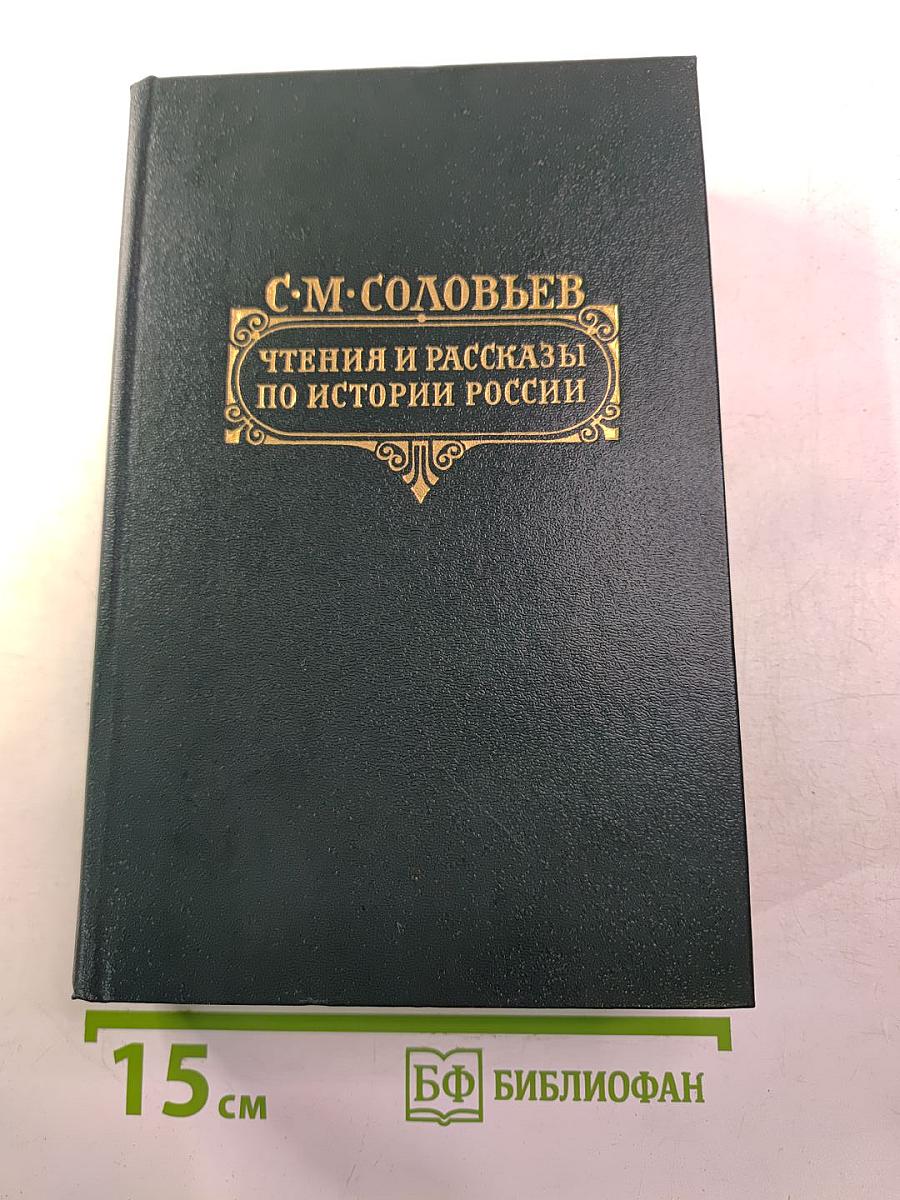 С·М·СОЛОВЬЕВ
ЧТЕНИЯ И РАССКАЗЫ
ПО ИСТОРИИ РОССИИ
15 см
БФ БИБЛИОФАН